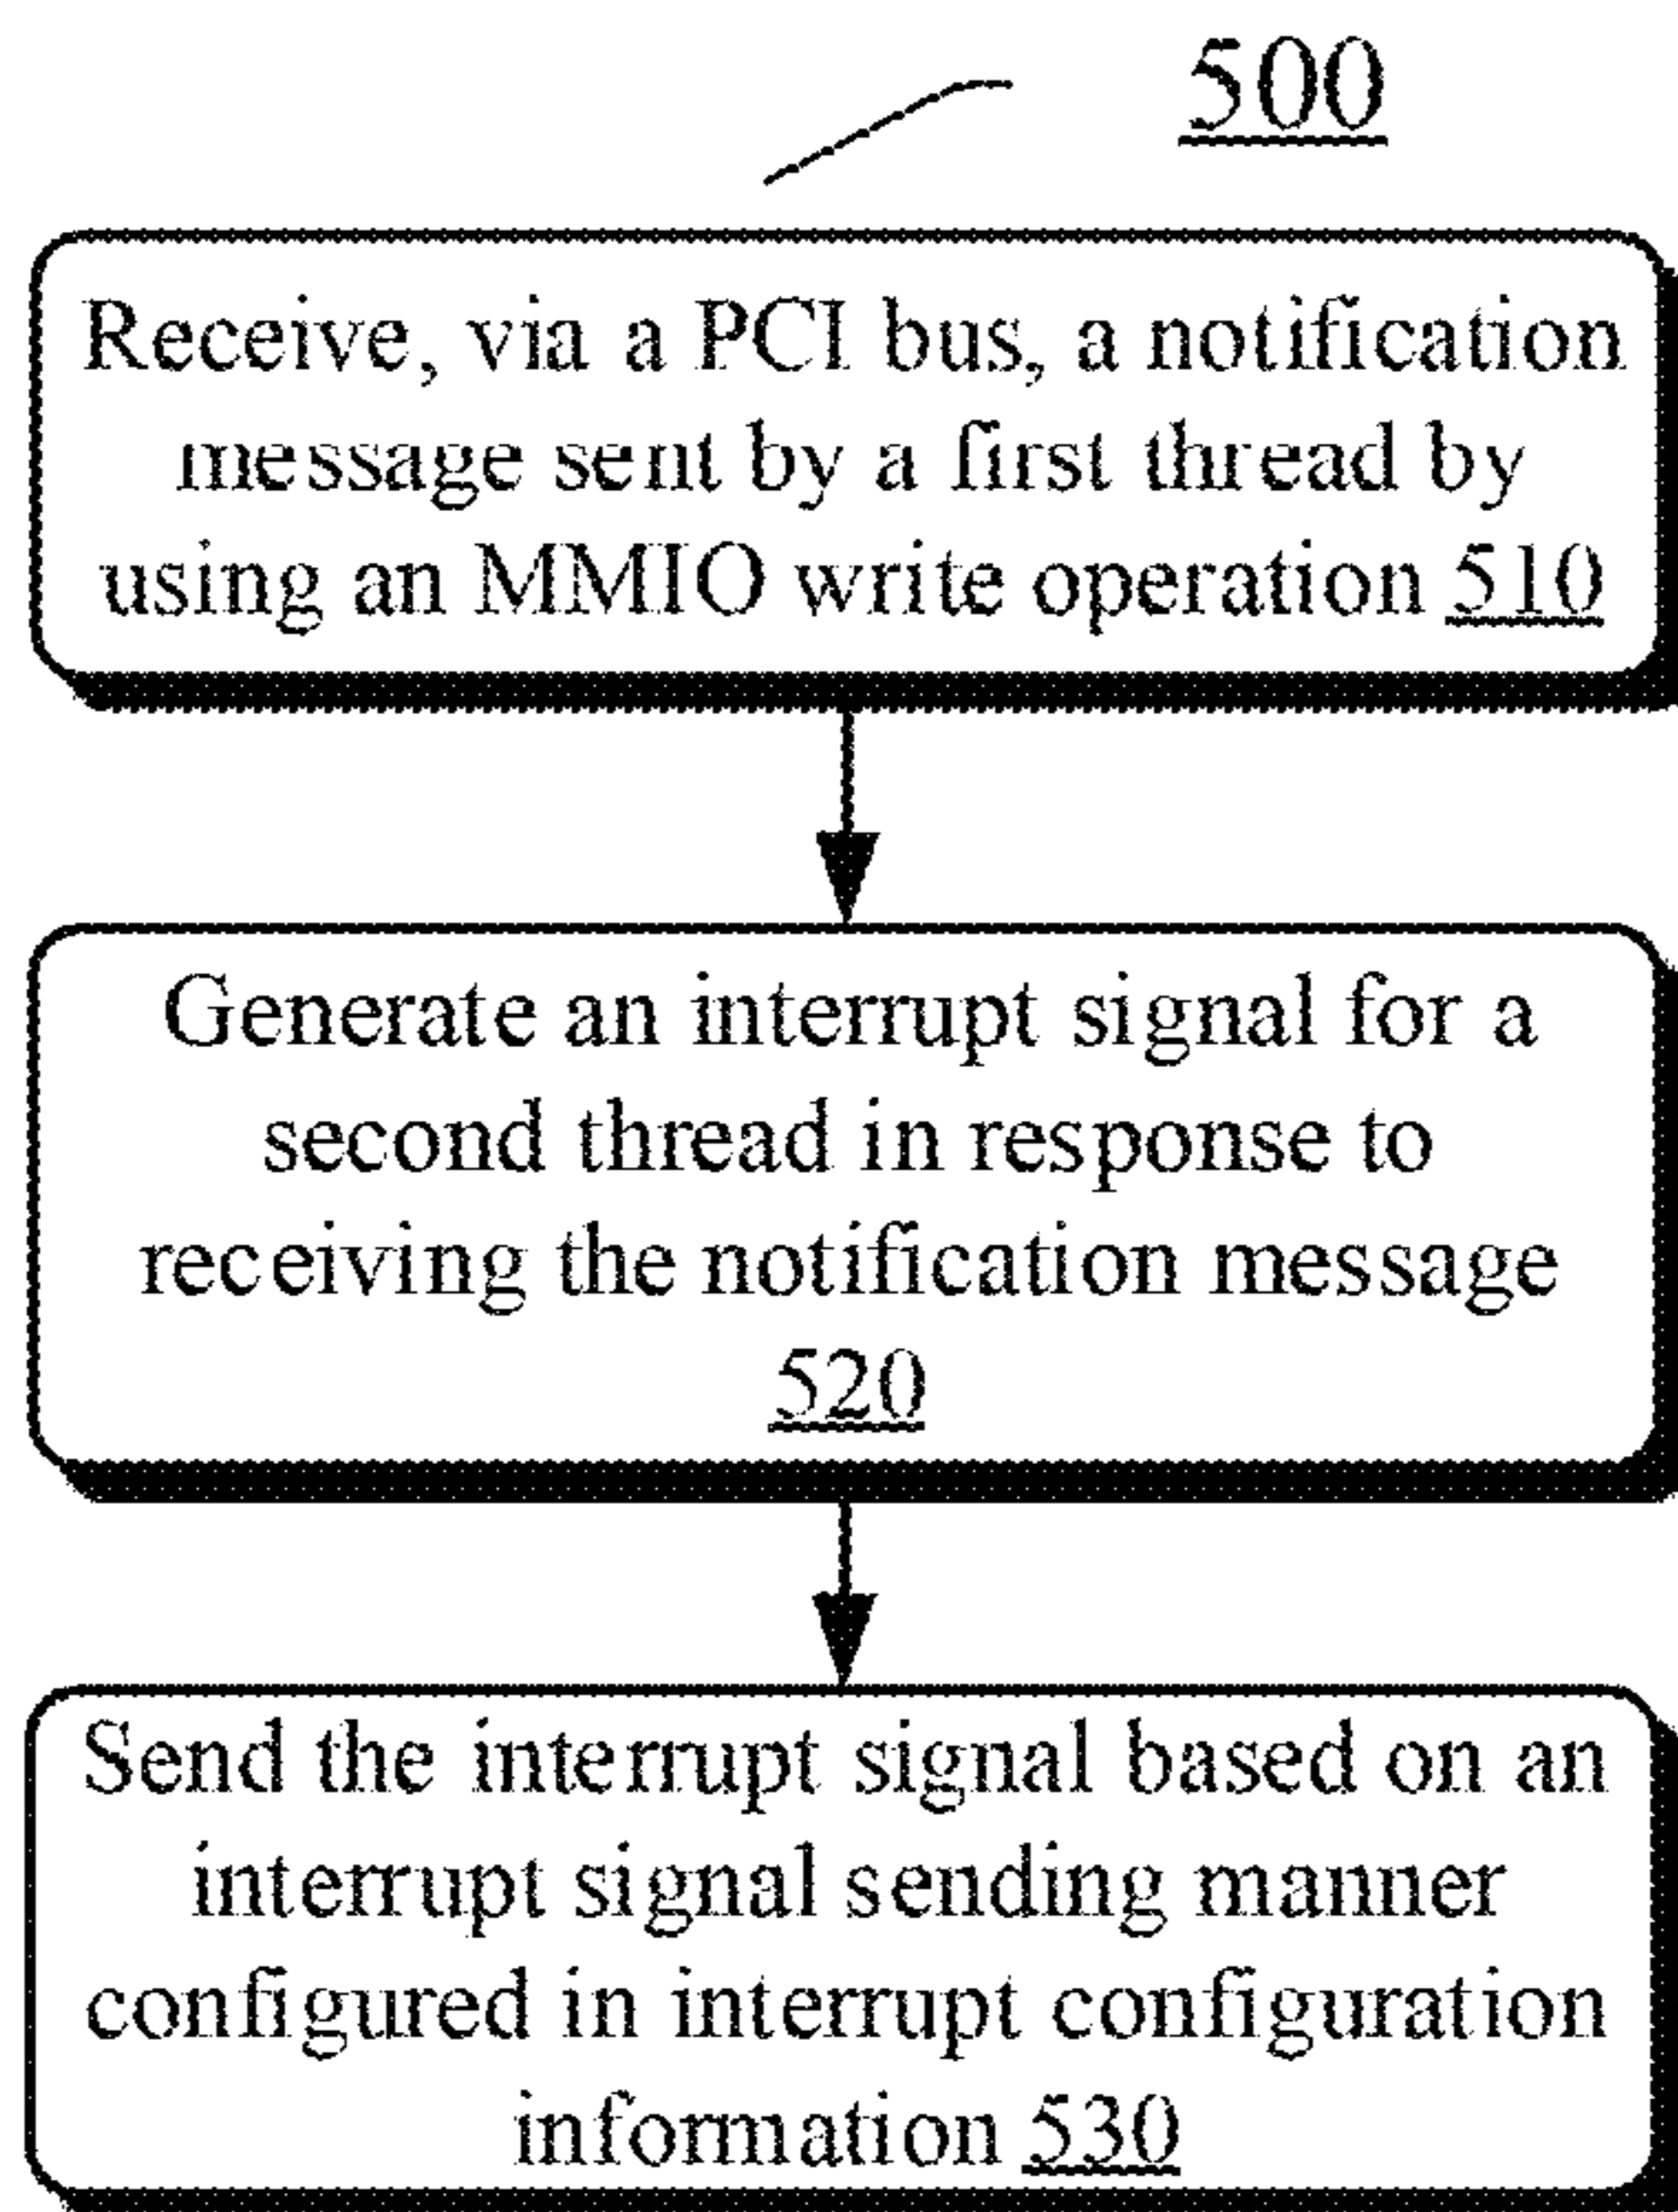 500
Receive, via a PCI bus, a notification
message sent by a first thread by
using an MMIO write operation 510
Generate an interrupt signal for a
second thread in response to
receiving the notification message
520
Send the interrupt signal based on an
interrupt signal sending manner
configured in interrupt configuration
information 530